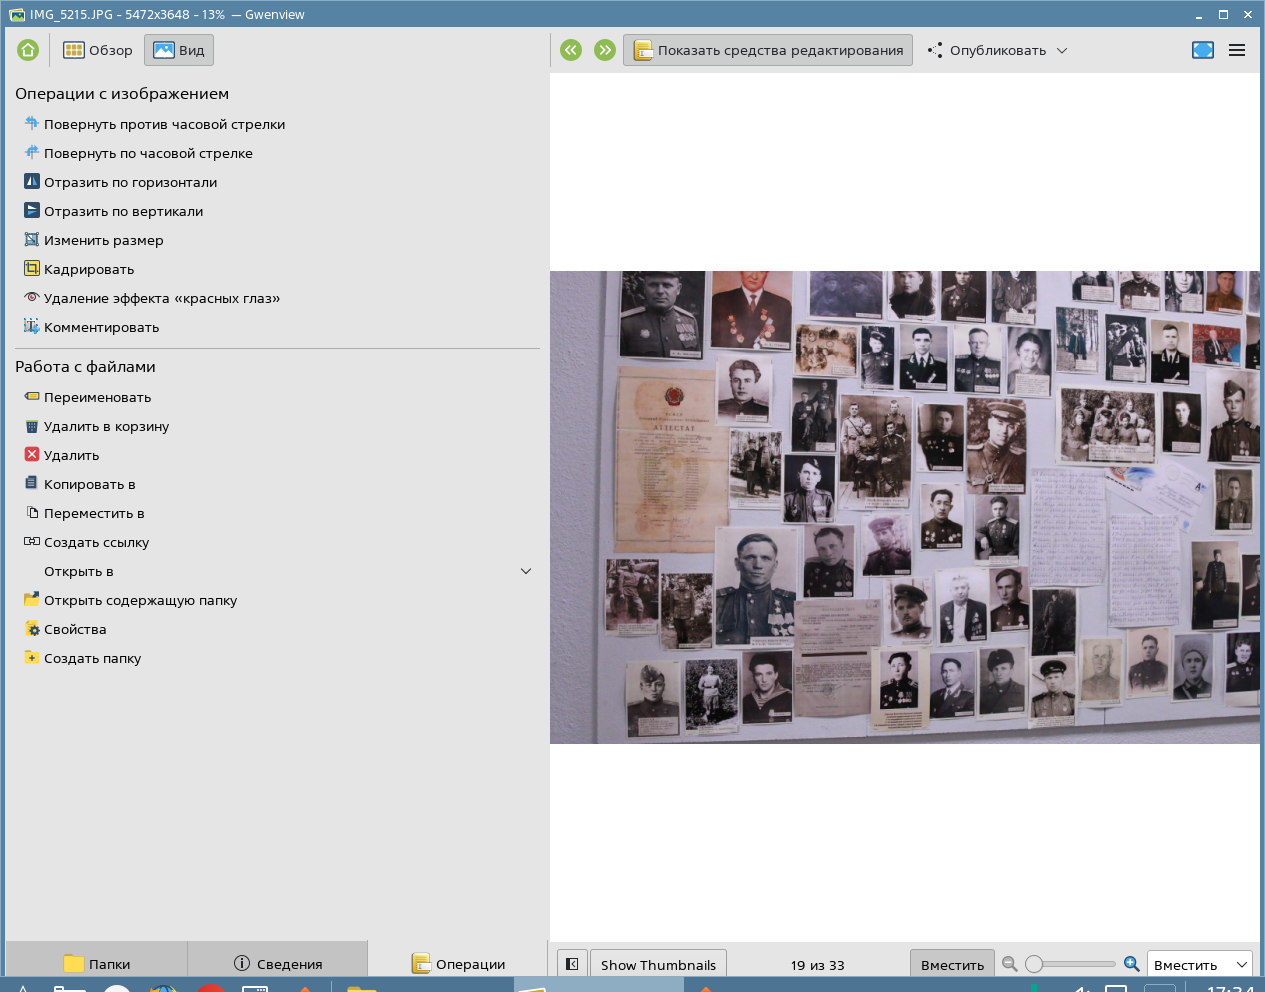 IMG_5215.JPG - 5472x3648 - 13% — Gwenview
Обзор
Вид
Показать средства редактирования
Опубликовать
Операции с изображением
Повернуть против часовой стрелки
Повернуть по часовой стрелке
Отразить по горизонтали
Отразить по вертикали
Изменить размер
Кадрировать
Удаление эффекта «красных глаз»
Комментировать
Работа с файлами
Переименовать
Удалить в корзину
Удалить
Копировать в
Переместить в
Создать ссылку
Открыть в
Открыть содержащую папку
Свойства
Создать папку
АТТЕСТАТ
Папки
Сведения
Операции
Show Thumbnails
19 из 33
Вместить
Вместить